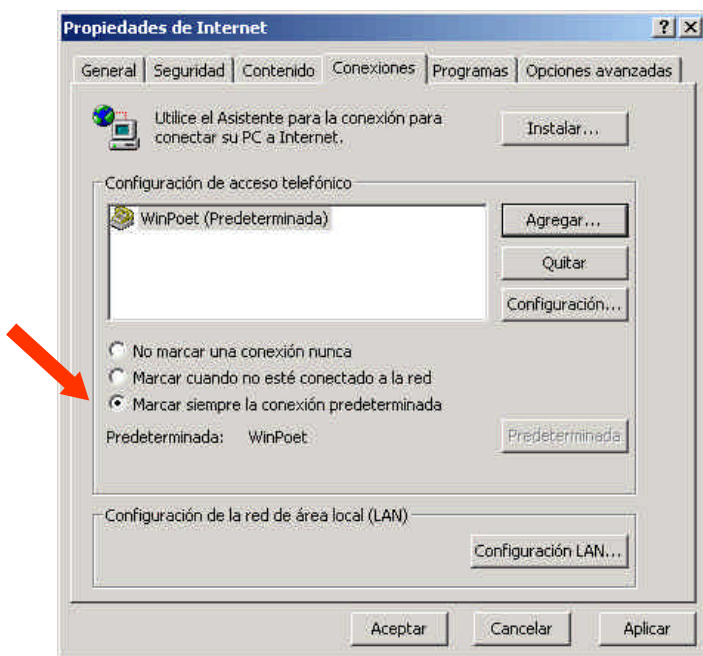 Propiedades de Internet ? X
General Seguridad Contenido Conexiones Programas Opciones avanzadas
Utilice el Asistente para la conexión para
conectar su PC a Internet.
Instalar...
Configuración de acceso telefónico
WinPoet (Predeterminada)
Agregar...
Quitar
Configuración...
No marcar una conexión nunca
Marcar cuando no esté conectado a la red
Marcar siempre la conexión predeterminada
Predeterminada: WinPoet
Predeterminada
Configuración de la red de área local (LAN)
Configuración LAN...
Aceptar Cancelar Aplicar